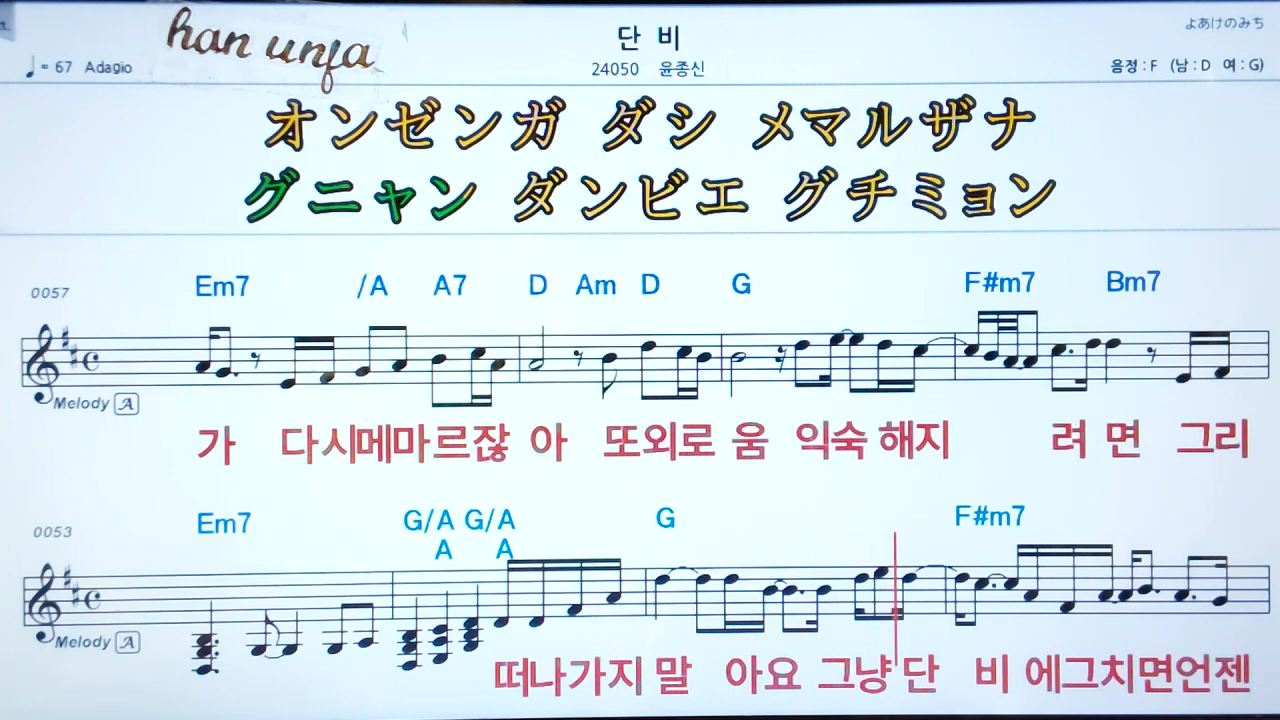 han unja
단 비
よあけのみち
♩= 67 Adagio
24050 윤종신
음정 : F (남 : D 여 : G)
オンゼンガ ダシ メマルザナ
グニャン ダンビエ グチミョン
Em7 /A A7 D Am D G F#m7 Bm7
0057
Melody A
가 다시메마르잖 아 또외로 움 익숙 해지 려 면 그리
Em7 G/A G/A G F#m7
A A
0053
Melody A
떠나가지 말 아요 그냥 단 비 에그치면언젠